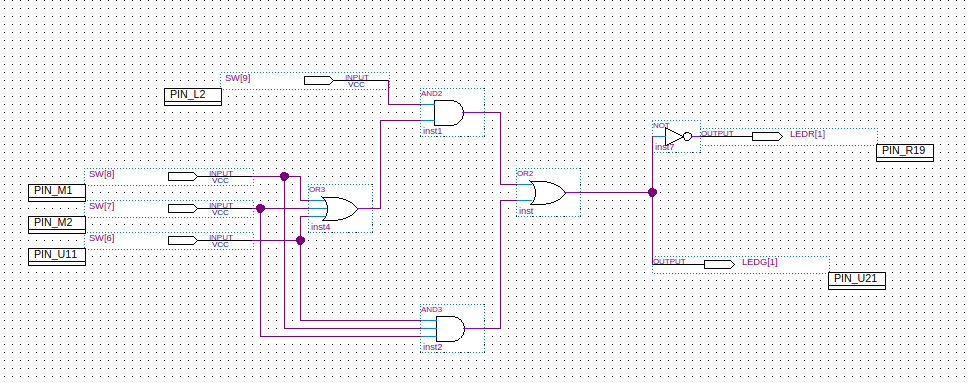 SW[9]
INPUT
VCC
PIN_L2
AND2
inst1
NOT
inst7
OUTPUT
LEDR[1]
PIN_R19
SW[8]
INPUT
VCC
PIN_M1
SW[7]
INPUT
VCC
PIN_M2
SW[6]
INPUT
VCC
PIN_U11
OR3
inst4
OR2
inst
OUTPUT
LEDG[1]
PIN_U21
AND3
inst2